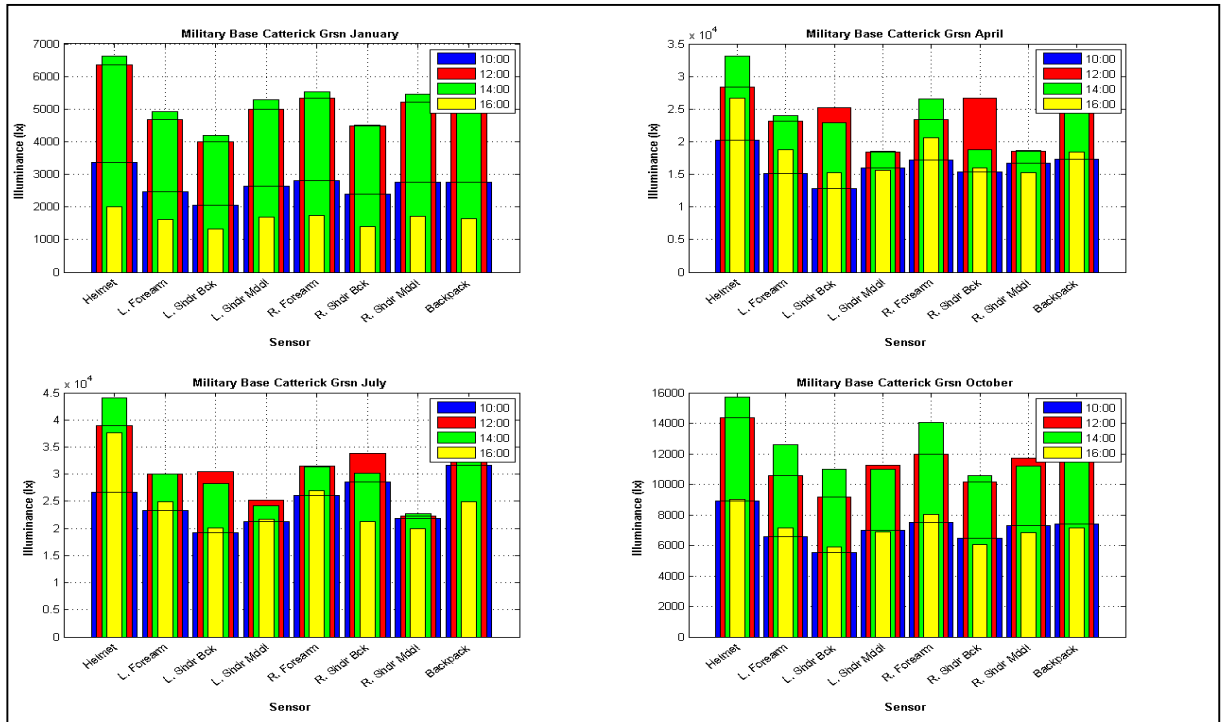 Military Base Catterick Grsn January
7000
6000
5000
4000
3000
2000
1000
0
Illuminance (lx)
10:00
12:00
14:00
16:00
Helmet
L. Forearm
L. Shdr Bck
L. Shdr Mddl
R. Forearm
R. Shdr Bck
R. Shdr Mddl
Backpack
Sensor
Military Base Catterick Grsn April
x 10⁴
3.5
3
2.5
2
1.5
1
0.5
0
Illuminance (lx)
10:00
12:00
14:00
16:00
Helmet
L. Forearm
L. Shdr Bck
L. Shdr Mddl
R. Forearm
R. Shdr Bck
R. Shdr Mddl
Backpack
Sensor
Military Base Catterick Grsn July
x 10⁴
4.5
4
3.5
3
2.5
2
1.5
1
0.5
0
Illuminance (lx)
10:00
12:00
14:00
16:00
Helmet
L. Forearm
L. Shdr Bck
L. Shdr Mddl
R. Forearm
R. Shdr Bck
R. Shdr Mddl
Backpack
Sensor
Military Base Catterick Grsn October
16000
14000
12000
10000
8000
6000
4000
2000
0
Illuminance (lx)
10:00
12:00
14:00
16:00
Helmet
L. Forearm
L. Shdr Bck
L. Shdr Mddl
R. Forearm
R. Shdr Bck
R. Shdr Mddl
Backpack
Sensor